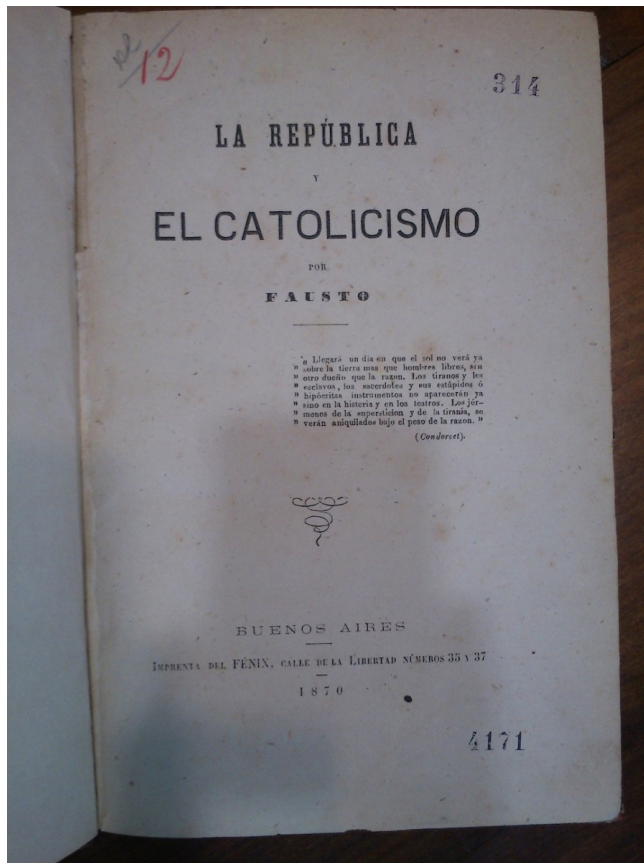 12
314
LA REPÚBLICA
Y
EL CATOLICISMO
POR
FAUSTO
„ Llegará un dia en que el sol no verá ya
” sobre la tierra mas que hombres libres, sin
” otro dueño que la razon. Los tiranos y los
” esclavos, los sacerdotes y sus estúpidos ó
” hipócritas instrumentos no aparecerán ya
” sino en la historia y en los teatros. Los jér-
” menes de la supersticion y de la tirania, se
” verán aniquilados bajo el peso de la razon. ”
(Condorcet).
BUENOS AIRES
IMPRENTA DEL FÉNIX, CALLE DE LA LIBERTAD NÚMEROS 35 Y 37
1870
4171